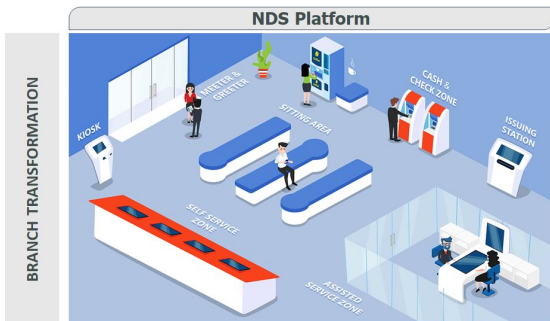 NDS Platform
BRANCH TRANSFORMATION
KIOSK
MEETER &
GREETER
SITTING AREA
CASH &
CHECK ZONE
ISSUING
STATION
SELF-SERVICE
ZONE
ASSISTED
SERVICE ZONE